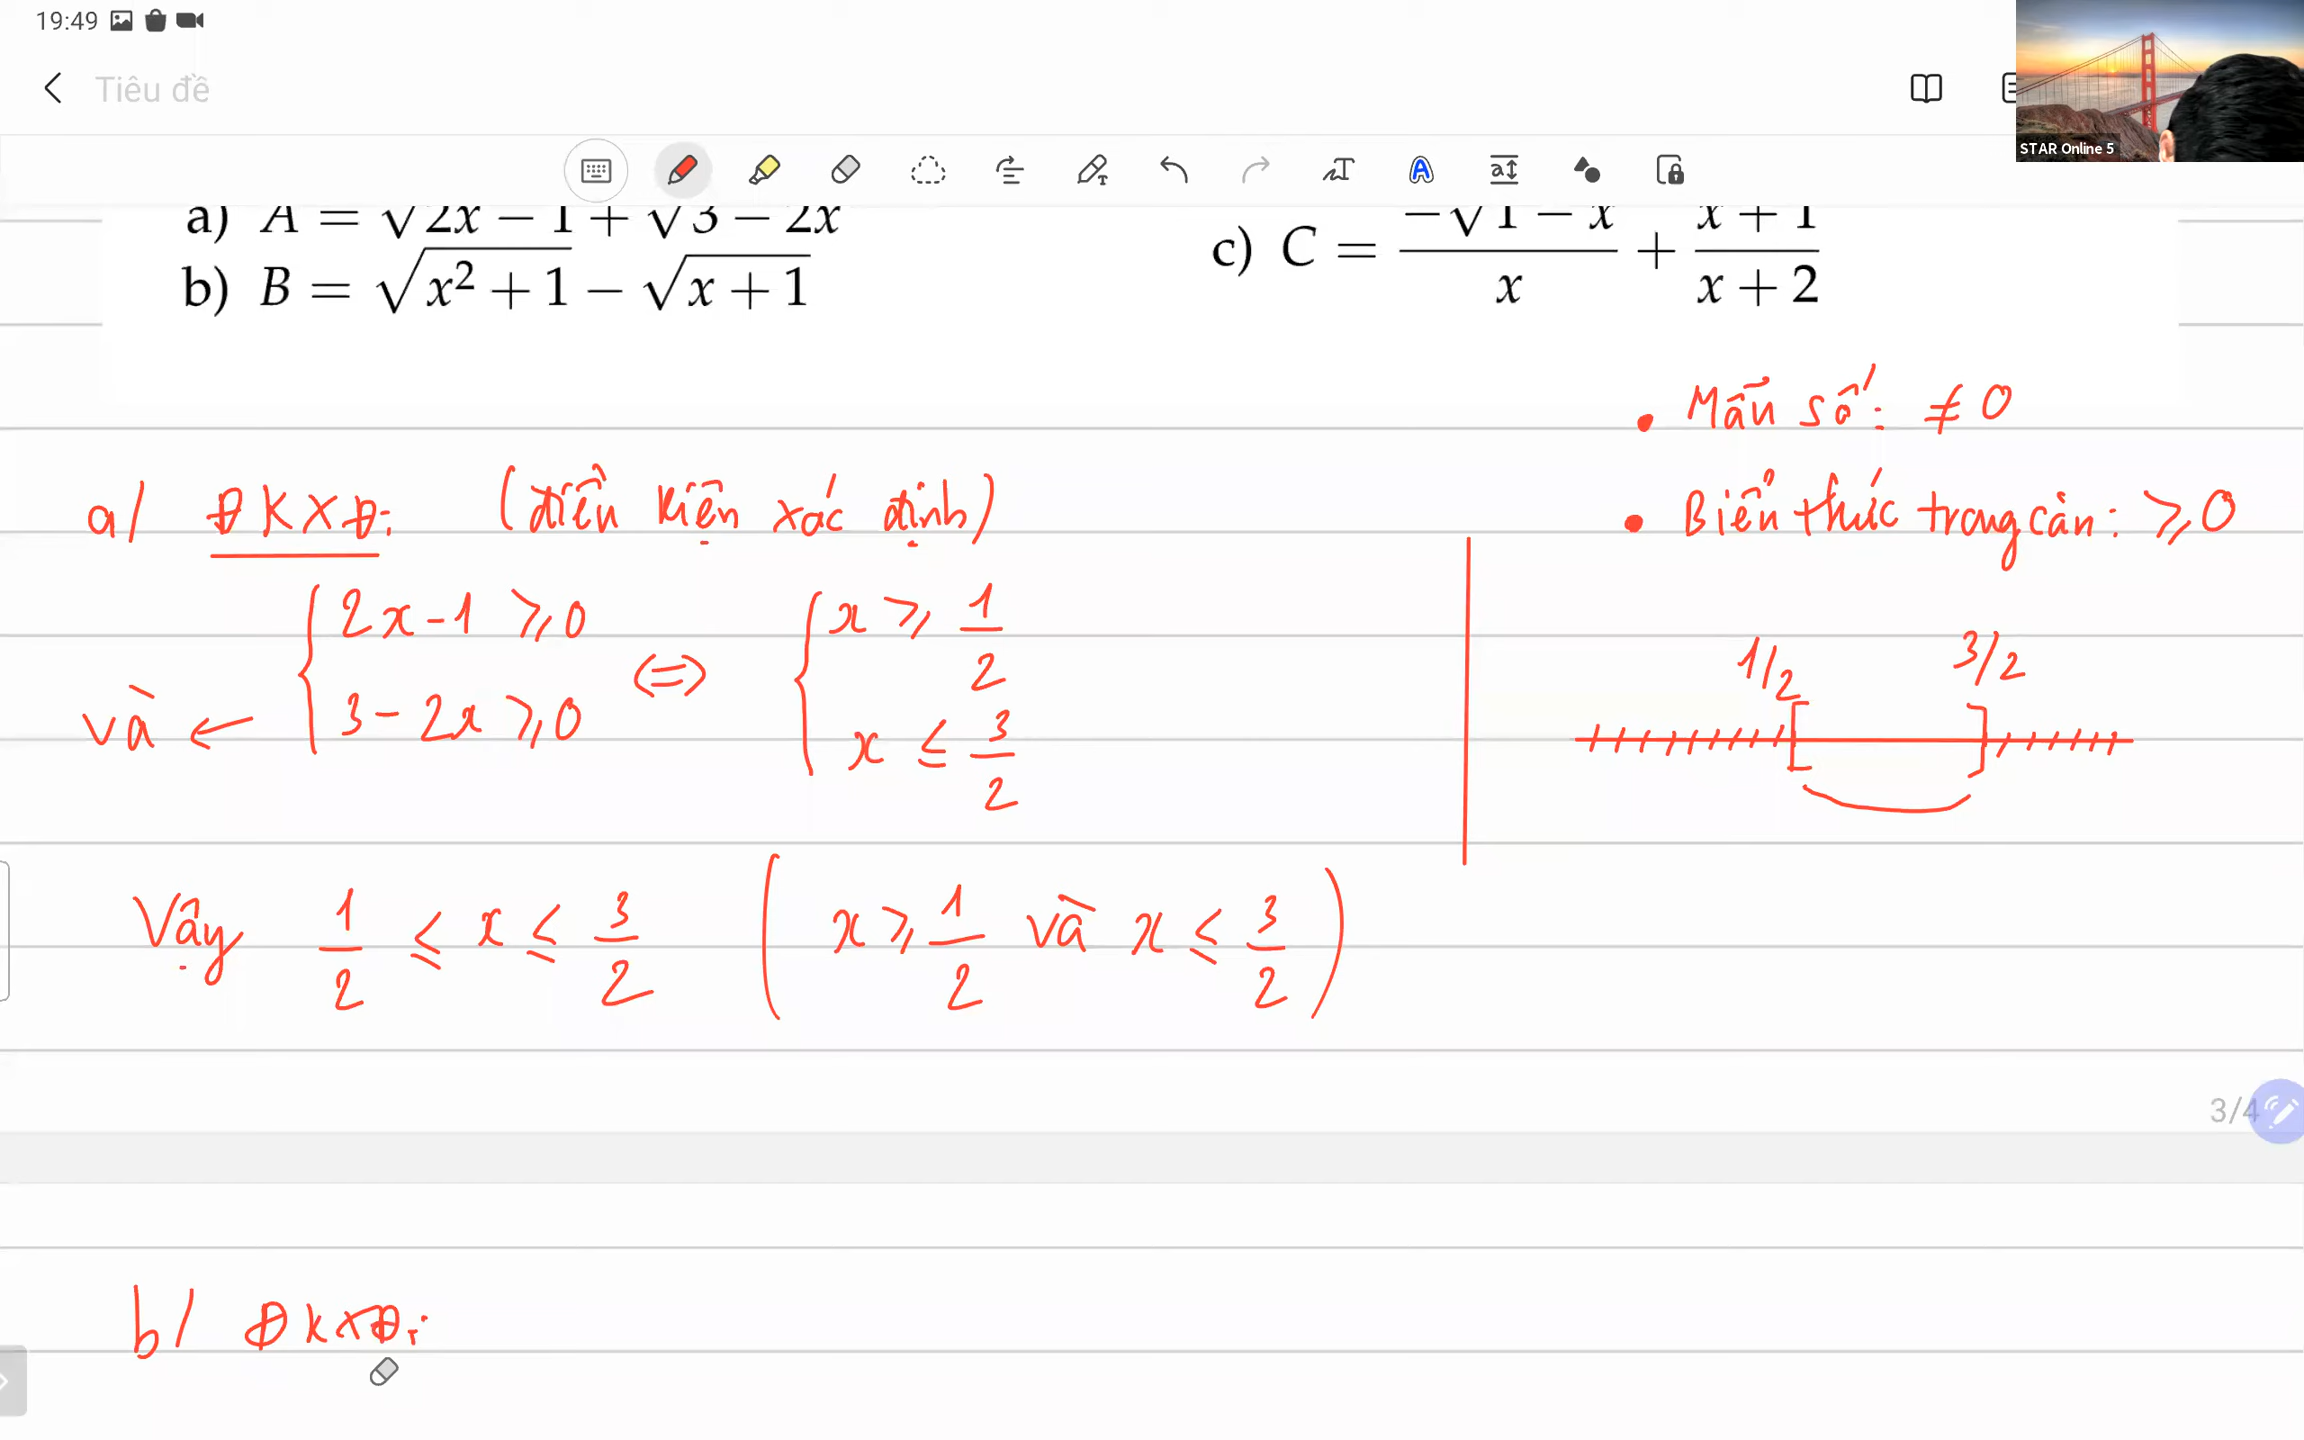 19:49
Tiêu đề
STAR Online 5
a) A = √2x − 1 + √3 − 2x
b) B = √x² + 1 − √x + 1
c) C = −√1 − x / x + x + 1 / x + 2
• Mẫu số: ≠ 0
• Biểu thức trong căn: ≥ 0
a/ ĐKXĐ: (điều kiện xác định)
và ← { 2x − 1 ≥ 0 ; 3 − 2x ≥ 0 ⇔ { x ≥ 1/2 ; x ≤ 3/2
1/2 3/2
[ ]
Vậy 1/2 ≤ x ≤ 3/2 ( x ≥ 1/2 và x ≤ 3/2 )
3/4
b/ ĐKXĐ: